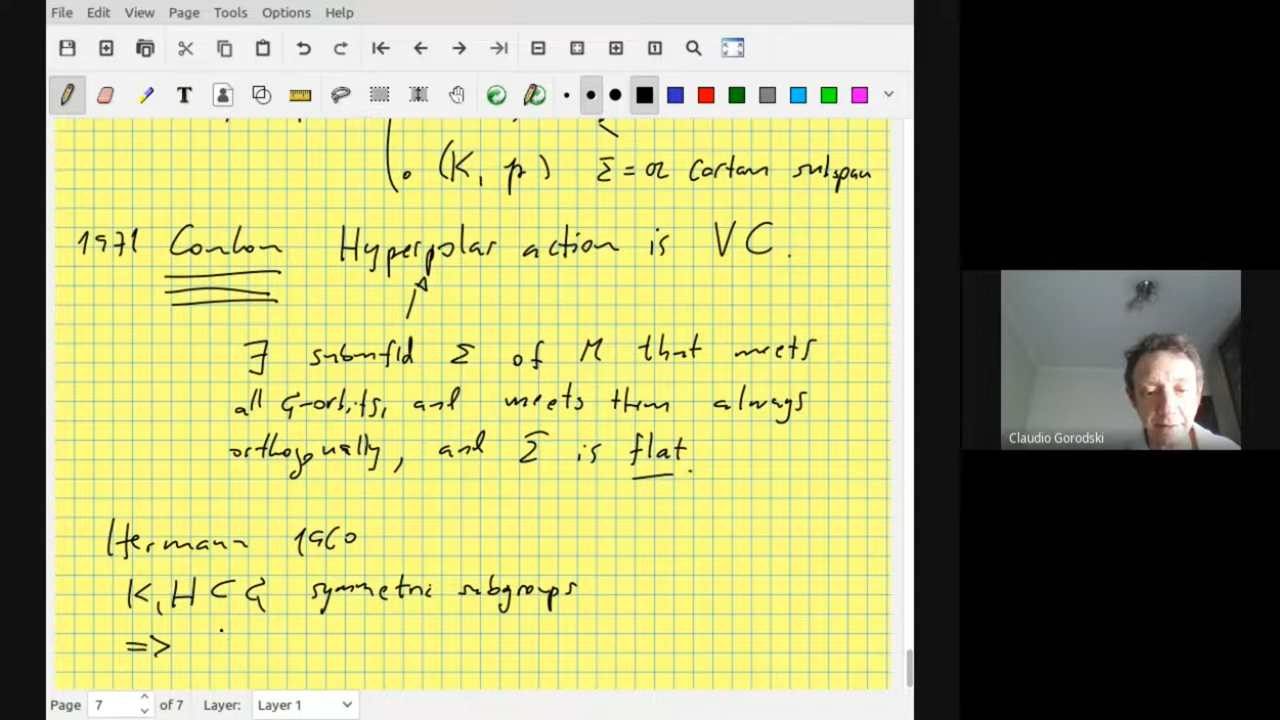 File Edit View Page Tools Options Help
. (K, p) Σ = 𝔞 Cartan subspace
1971 Conlon Hyperpolar action is VC.
∃ submfld Σ of M that meets
all G-orbits, and meets them always
orthogonally, and Σ is flat.
Hermann 1960
K, H ⊂ G symmetric subgroups
=>
Claudio Gorodski
Page 7 of 7 Layer: Layer 1